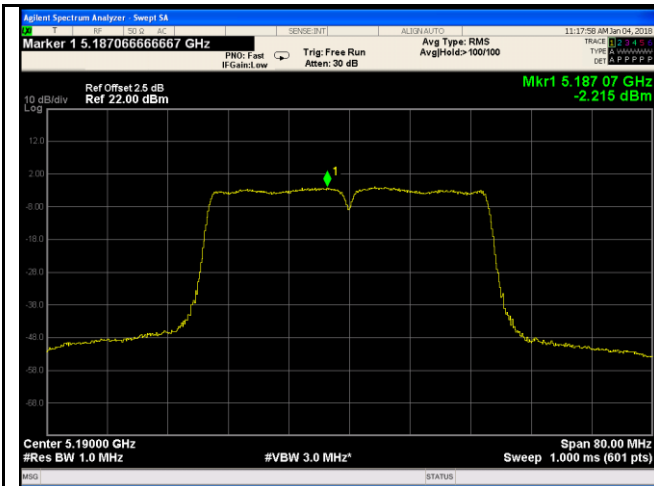 Agilent Spectrum Analyzer - Swept SA
T RF 50 Ω AC SENSE:INT ALIGNAUTO 11:17:58 AM Jan 04, 2018
Marker 1 5.187066666667 GHz
PNO: Fast
IFGain:Low
Trig: Free Run
Atten: 30 dB
Avg Type: RMS
Avg|Hold:>100/100
TRACE 1 2 3 4 5 6
TYPE A
DET A P P P P P
Mkr1 5.187 07 GHz
-2.215 dBm
Ref Offset 2.5 dB
10 dB/div Ref 22.00 dBm
Log
12.0
2.00
-8.00
-18.0
-28.0
-38.0
-48.0
-58.0
-68.0
1
Center 5.19000 GHz Span 80.00 MHz
#Res BW 1.0 MHz #VBW 3.0 MHz* Sweep 1.000 ms (601 pts)
MSG STATUS